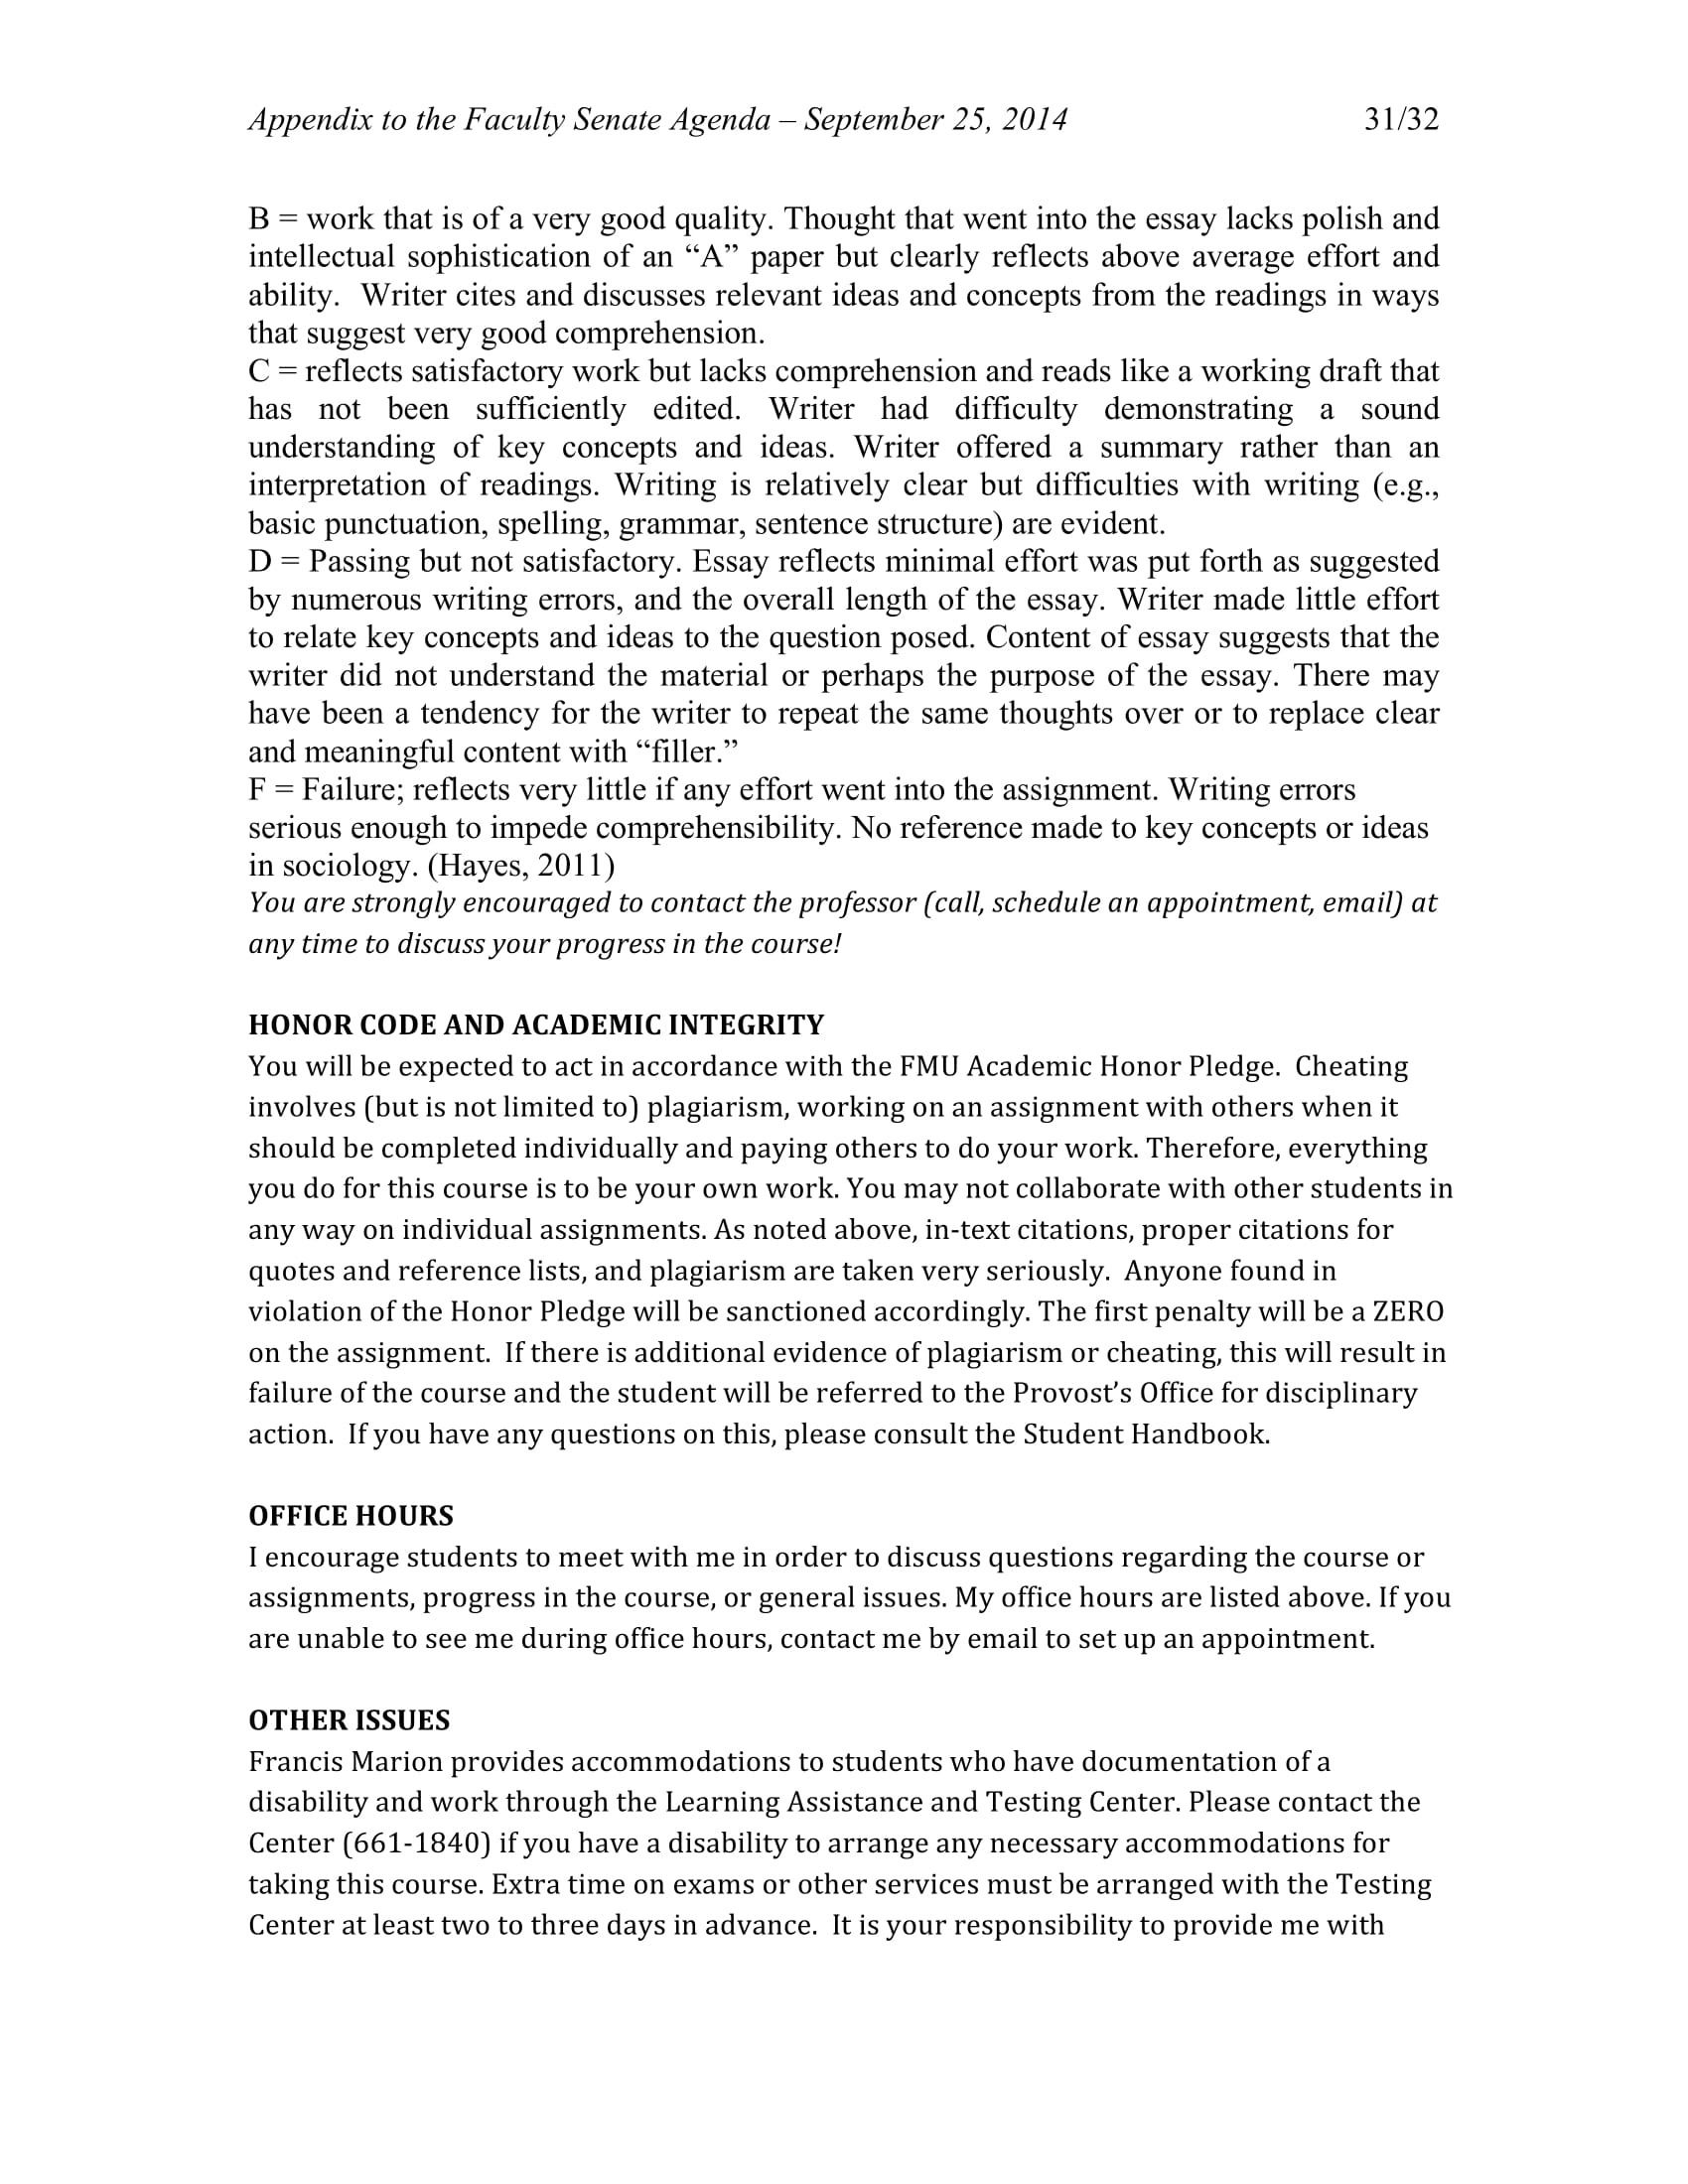 Appendix to the Faculty Senate Agenda – September 25, 2014 31/32
B = work that is of a very good quality. Thought that went into the essay lacks polish and
intellectual sophistication of an “A” paper but clearly reflects above average effort and
ability.  Writer cites and discusses relevant ideas and concepts from the readings in ways
that suggest very good comprehension.
C = reflects satisfactory work but lacks comprehension and reads like a working draft that
has not been sufficiently edited. Writer had difficulty demonstrating a sound
understanding of key concepts and ideas. Writer offered a summary rather than an
interpretation of readings. Writing is relatively clear but difficulties with writing (e.g.,
basic punctuation, spelling, grammar, sentence structure) are evident.
D = Passing but not satisfactory. Essay reflects minimal effort was put forth as suggested
by numerous writing errors, and the overall length of the essay. Writer made little effort
to relate key concepts and ideas to the question posed. Content of essay suggests that the
writer did not understand the material or perhaps the purpose of the essay. There may
have been a tendency for the writer to repeat the same thoughts over or to replace clear
and meaningful content with “filler.”
F = Failure; reflects very little if any effort went into the assignment. Writing errors
serious enough to impede comprehensibility. No reference made to key concepts or ideas
in sociology. (Hayes, 2011)
You are strongly encouraged to contact the professor (call, schedule an appointment, email) at
any time to discuss your progress in the course!
HONOR CODE AND ACADEMIC INTEGRITY
You will be expected to act in accordance with the FMU Academic Honor Pledge.  Cheating
involves (but is not limited to) plagiarism, working on an assignment with others when it
should be completed individually and paying others to do your work. Therefore, everything
you do for this course is to be your own work. You may not collaborate with other students in
any way on individual assignments. As noted above, in-text citations, proper citations for
quotes and reference lists, and plagiarism are taken very seriously.  Anyone found in
violation of the Honor Pledge will be sanctioned accordingly. The first penalty will be a ZERO
on the assignment.  If there is additional evidence of plagiarism or cheating, this will result in
failure of the course and the student will be referred to the Provost’s Office for disciplinary
action.  If you have any questions on this, please consult the Student Handbook.
OFFICE HOURS
I encourage students to meet with me in order to discuss questions regarding the course or
assignments, progress in the course, or general issues. My office hours are listed above. If you
are unable to see me during office hours, contact me by email to set up an appointment.
OTHER ISSUES
Francis Marion provides accommodations to students who have documentation of a
disability and work through the Learning Assistance and Testing Center. Please contact the
Center (661-1840) if you have a disability to arrange any necessary accommodations for
taking this course. Extra time on exams or other services must be arranged with the Testing
Center at least two to three days in advance.  It is your responsibility to provide me with